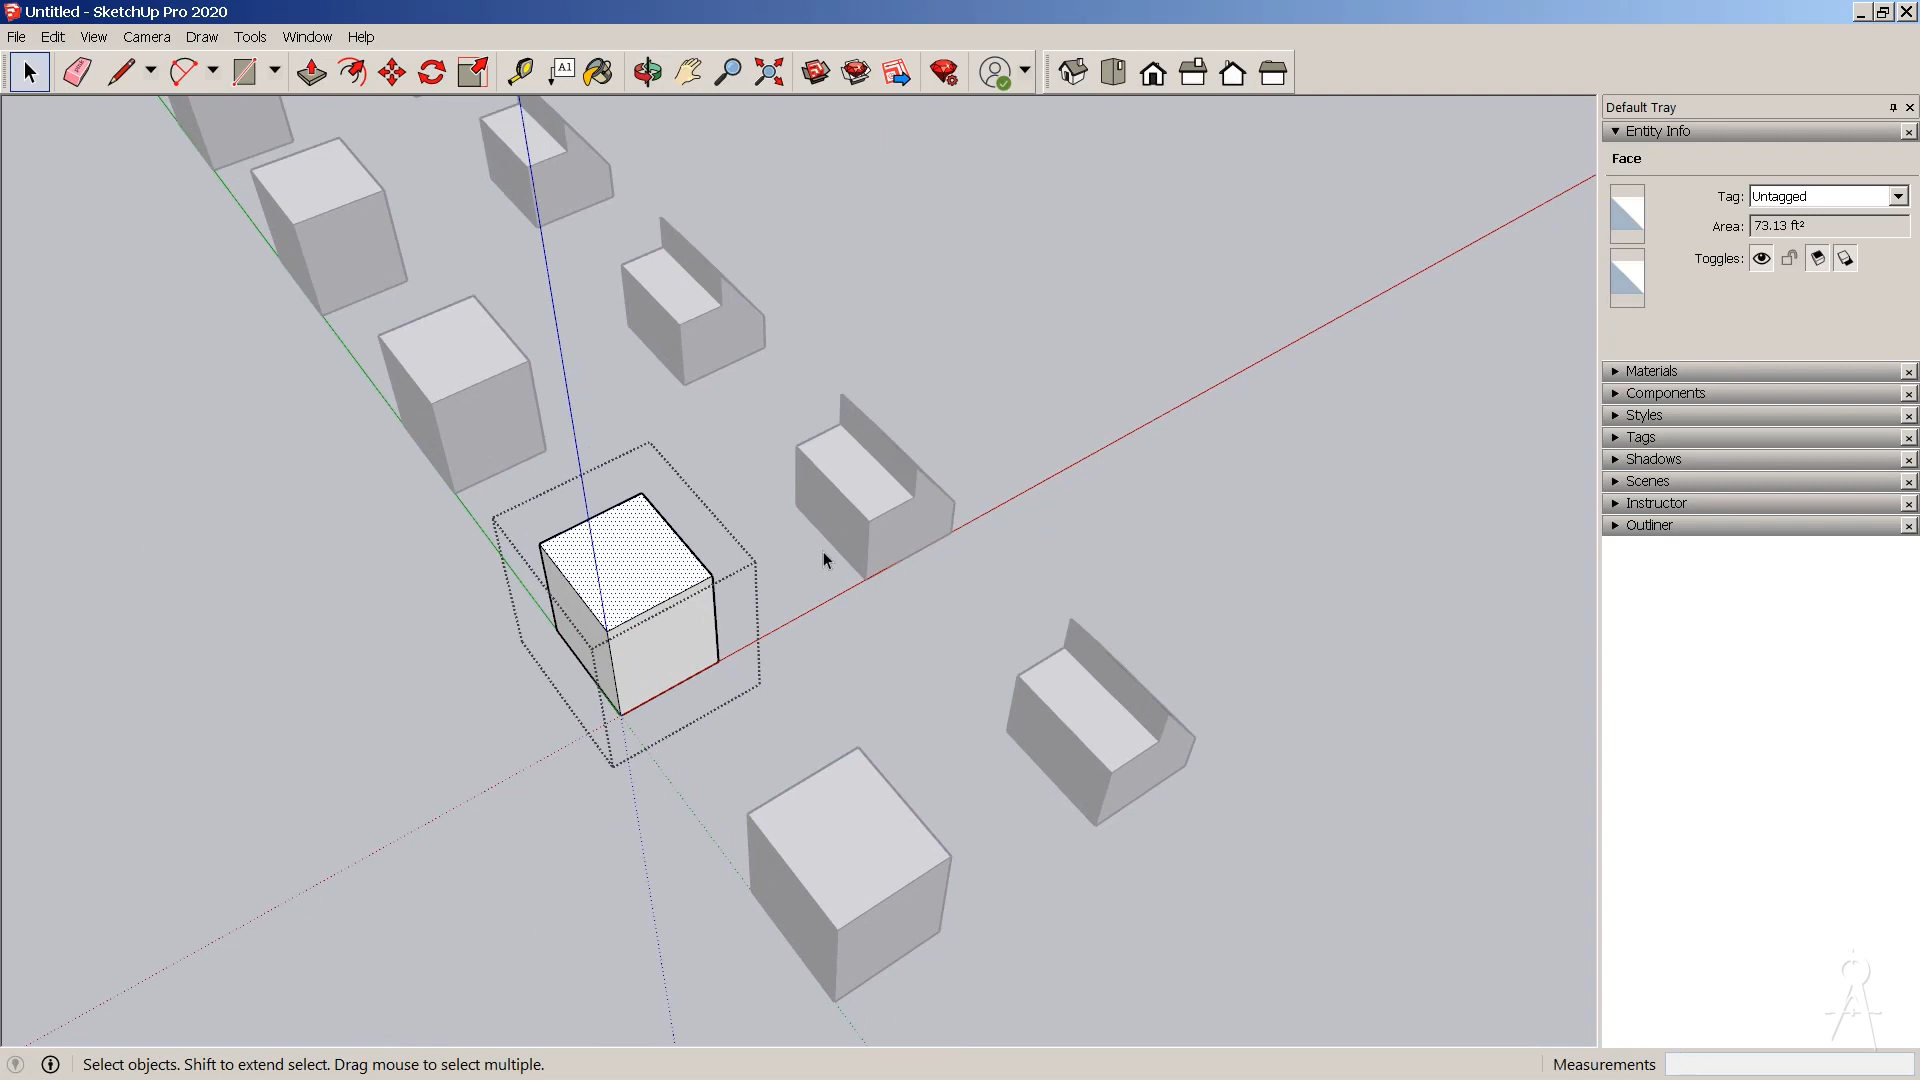 Untitled - SketchUp Pro 2020
File Edit View Camera Draw Tools Window Help
A1
Default Tray
Entity Info
Face
Tag: Untagged
Area: 73.13 ft²
Toggles:
Materials
Components
Styles
Tags
Shadows
Scenes
Instructor
Outliner
Select objects. Shift to extend select. Drag mouse to select multiple.
Measurements